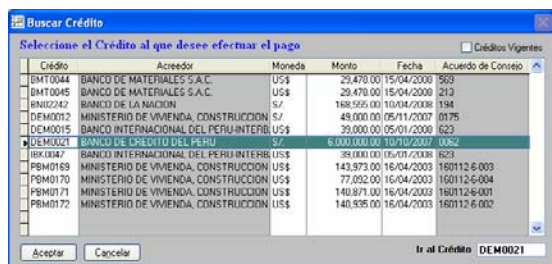 Buscar Crédito
Seleccione el Crédito al que desee efectuar el pago
Créditos Vigentes
Crédito Acreedor Moneda Monto Fecha Acuerdo de Consejo
BMT0044 BANCO DE MATERIALES S.A.C. US$ 29,478.00 15/04/2008 569
BMT0045 BANCO DE MATERIALES S.A.C. US$ 29,478.00 15/04/2008 213
BN02242 BANCO DE LA NACION S/. 168,555.00 10/04/2008 194
DEM0012 MINISTERIO DE VIVIENDA, CONSTRUCCION S/. 49,000.00 05/11/2007 0175
DEM0015 BANCO INTERNACIONAL DEL PERU-INTERB US$ 39,000.00 05/01/2008 623
DEM0021 BANCO DE CREDITO DEL PERU S/. 6,000,000.00 10/10/2007 0062
IBK0047 BANCO INTERNACIONAL DEL PERU-INTERB US$ 39,000.00 05/01/2008 623
PBM0169 MINISTERIO DE VIVIENDA, CONSTRUCCION US$ 143,973.00 16/04/2003 160112-6-003
PBM0170 MINISTERIO DE VIVIENDA, CONSTRUCCION US$ 77,092.00 16/04/2003 160112-6-004
PBM0171 MINISTERIO DE VIVIENDA, CONSTRUCCION US$ 140,871.00 16/04/2003 160112-6-001
PBM0172 MINISTERIO DE VIVIENDA, CONSTRUCCION US$ 140,935.00 16/04/2003 160112-6-002
Aceptar Cancelar Ir al Crédito DEM0021